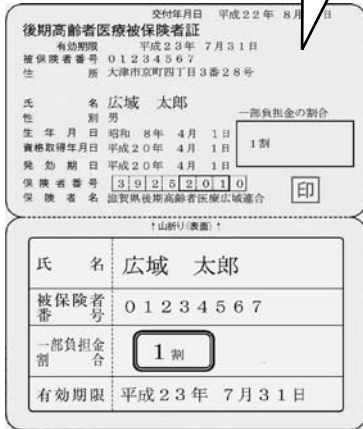 交付年月日 平成22年 8月
後期高齢者医療被保険者証
有効期限 平成23年 7月31日
被保険者番号 01234567
住所 大津市京町四丁目3番28号
氏名 広域 太郎
性別 男
一部負担金の割合
生年月日 昭和 8年 4月 1日
1割
資格取得年月日 平成20年 4月 1日
発効期日 平成20年 4月 1日
保険者番号 39252010
保険者名 滋賀県後期高齢者医療広域連合
印
↑山折り(表面)↑
氏名 広域 太郎
被保険者番号 01234567
一部負担金割合 1割
有効期限 平成23年 7月31日